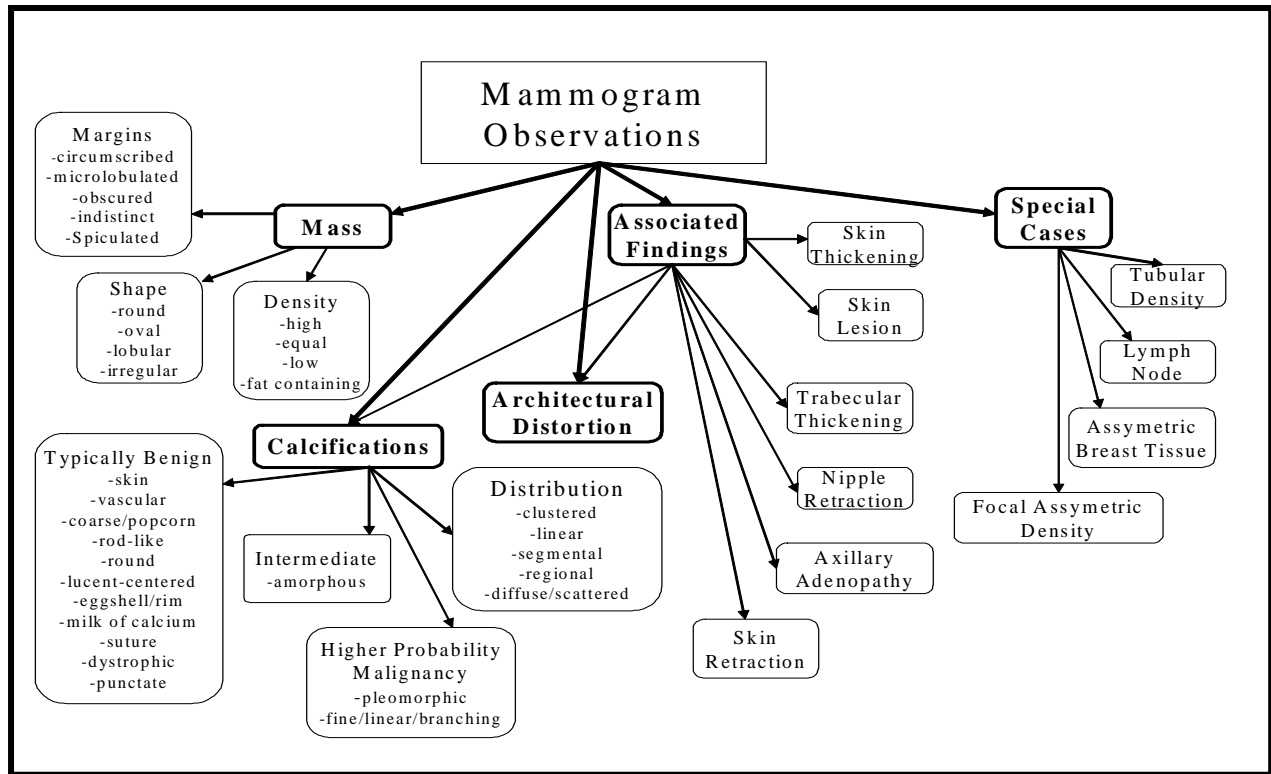 Mammogram
Observations
Margins
-circumscribed
-microlobulated
-obscured
-indistinct
-Spiculated
Mass
Associated
Findings
Special
Cases
Skin
Thickening
Tubular
Density
Shape
-round
-oval
-lobular
-irregular
Density
-high
-equal
-low
-fat containing
Skin
Lesion
Lymph
Node
Architectural
Distortion
Trabecular
Thickening
Assymetric
Breast Tissue
Calcifications
Typically Benign
-skin
-vascular
-coarse/popcorn
-rod-like
-round
-lucent-centered
-eggshell/rim
-milk of calcium
-suture
-dystrophic
-punctate
Intermediate
-amorphous
Distribution
-clustered
-linear
-segmental
-regional
-diffuse/scattered
Nipple
Retraction
Focal Assymetric
Density
Axillary
Adenopathy
Higher Probability
Malignancy
-pleomorphic
-fine/linear/branching
Skin
Retraction